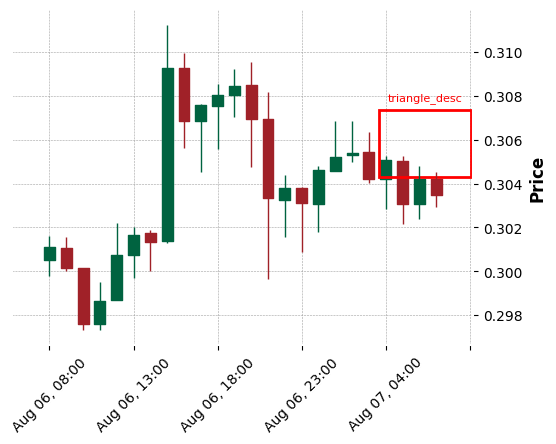 triangle_desc
0.310
0.308
0.306
0.304
0.302
0.300
0.298
Price
Aug 06, 08:00
Aug 06, 13:00
Aug 06, 18:00
Aug 06, 23:00
Aug 07, 04:00